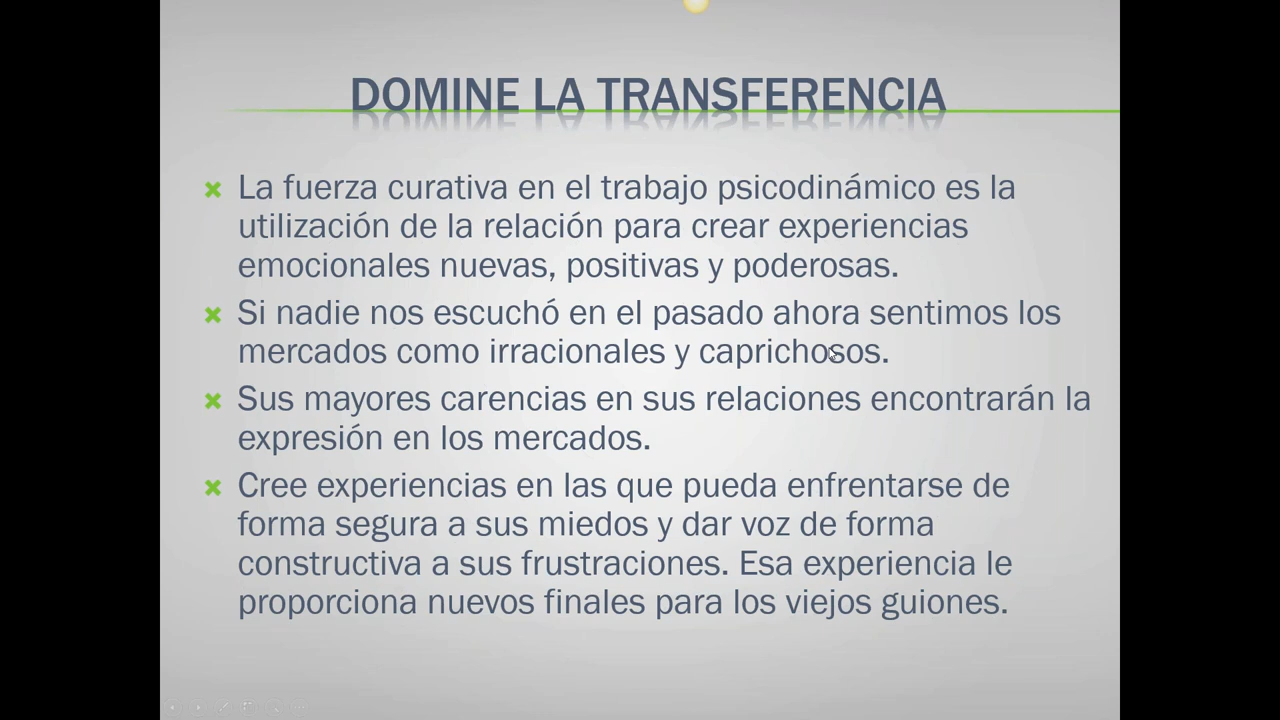 DOMINE LA TRANSFERENCIA
La fuerza curativa en el trabajo psicodinámico es la
utilización de la relación para crear experiencias
emocionales nuevas, positivas y poderosas.
Si nadie nos escuchó en el pasado ahora sentimos los
mercados como irracionales y caprichosos.
Sus mayores carencias en sus relaciones encontrarán la
expresión en los mercados.
Cree experiencias en las que pueda enfrentarse de
forma segura a sus miedos y dar voz de forma
constructiva a sus frustraciones. Esa experiencia le
proporciona nuevos finales para los viejos guiones.